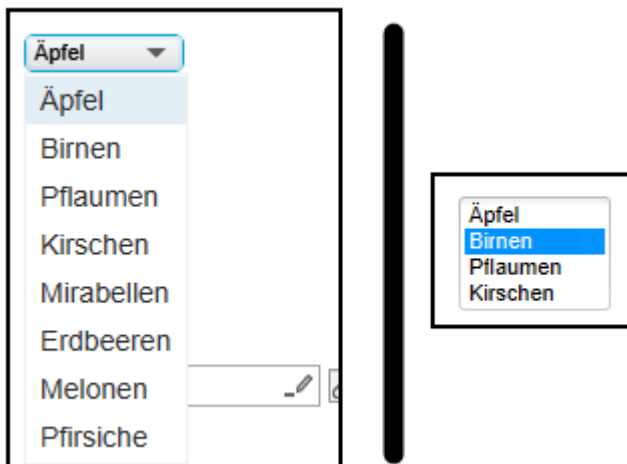 Äpfel
Äpfel
Birnen
Pflaumen
Kirschen
Mirabellen
Erdbeeren
Melonen
Pfirsiche
Äpfel
Birnen
Pflaumen
Kirschen